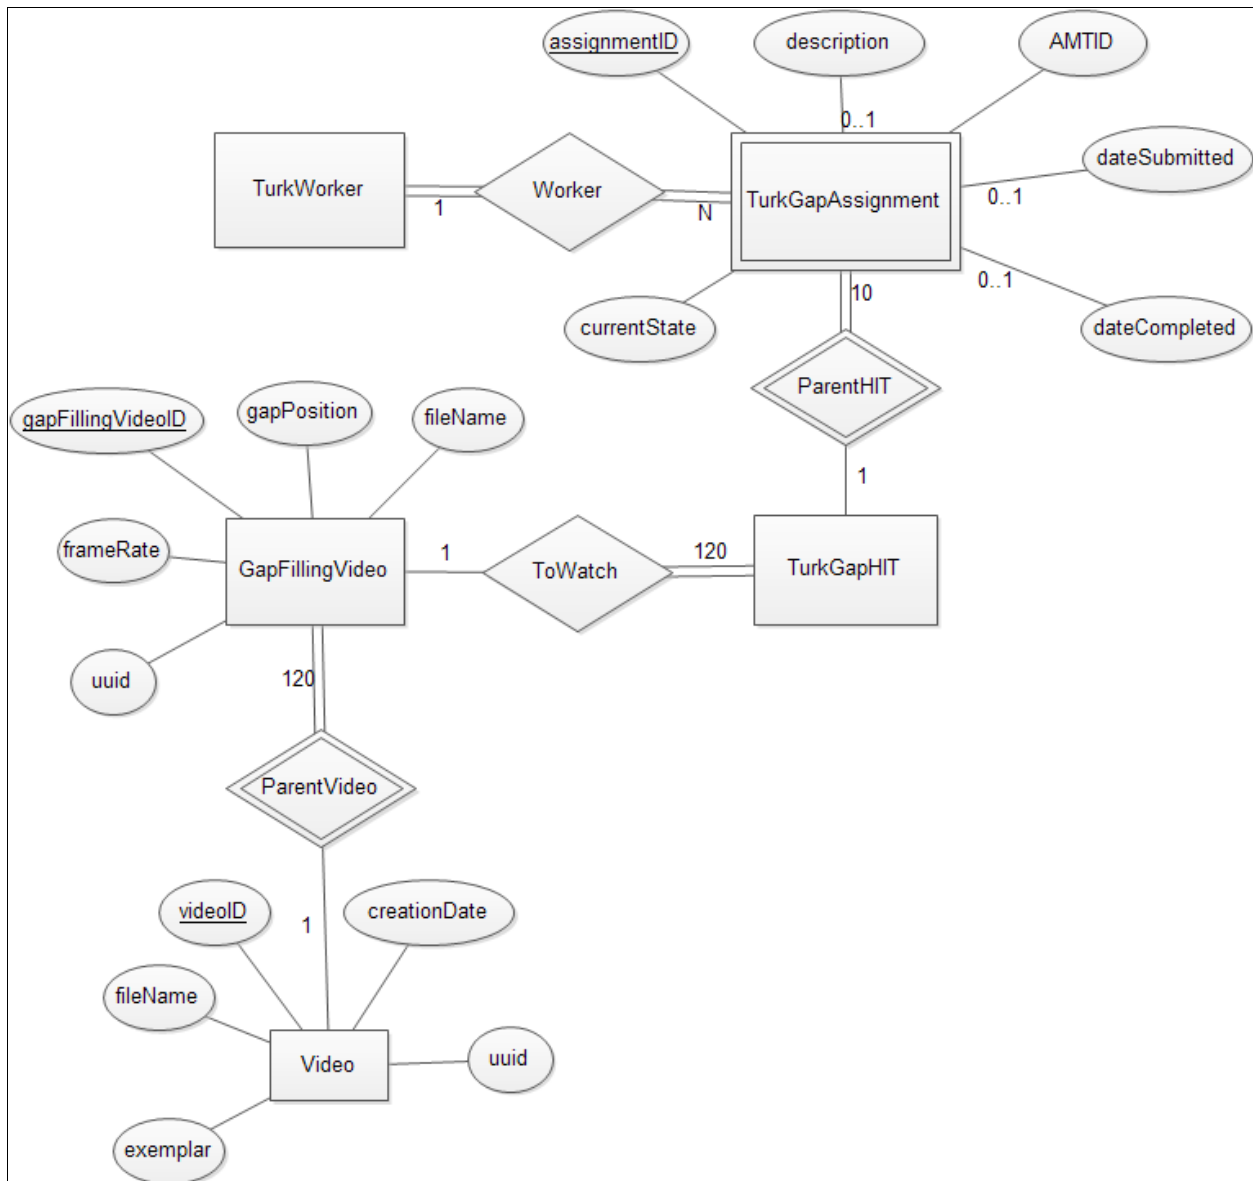 assignmentID
description
AMTID
0..1
dateSubmitted
TurkWorker
Worker
TurkGapAssignment
1
N
0..1
0..1
10
currentState
dateCompleted
ParentHIT
gapFillingVideoID
gapPosition
fileName
1
frameRate
GapFillingVideo
1
ToWatch
120
TurkGapHIT
uuid
120
ParentVideo
videoID
creationDate
1
fileName
Video
uuid
exemplar